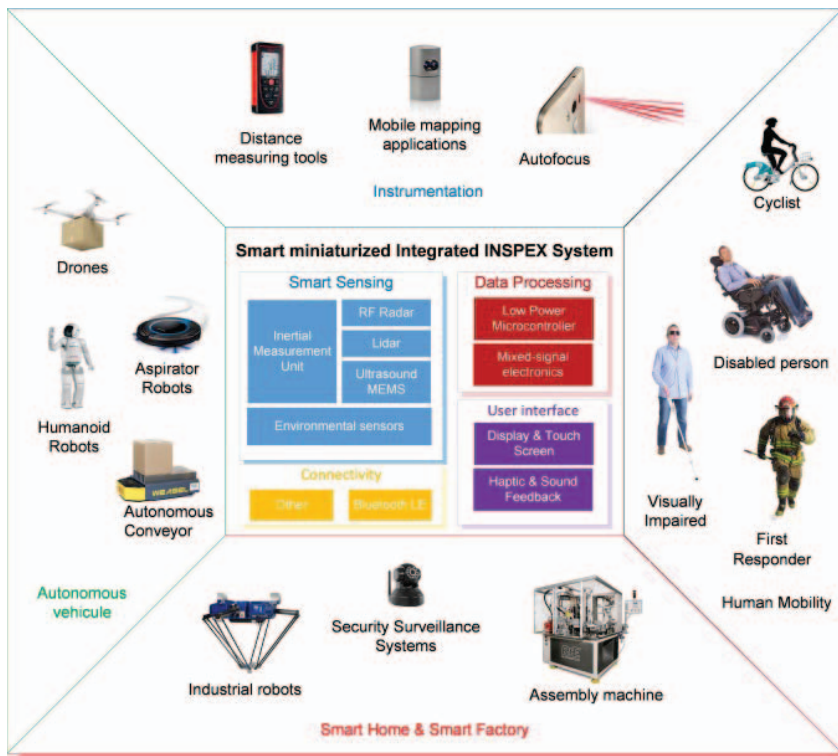 Distance
measuring tools
Mobile mapping
applications
Autofocus
Instrumentation
Cyclist
Drones
Smart miniaturized Integrated INSPEX System
Smart Sensing
Inertial
Measurement
Unit
RF Radar
Lidar
Ultrasound
MEMS
Environmental sensors
Data Processing
Low Power
Microcontroller
Mixed-signal
electronics
User interface
Display & Touch
Screen
Haptic & Sound
Feedback
Connectivity
Other
Bluetooth LE
Aspirator
Robots
Humanoid
Robots
WEASEL
Autonomous
Conveyor
Autonomous
vehicule
Disabled person
Visually
Impaired
First
Responder
Human Mobility
Industrial robots
Security Surveillance
Systems
Assembly machine
Smart Home & Smart Factory